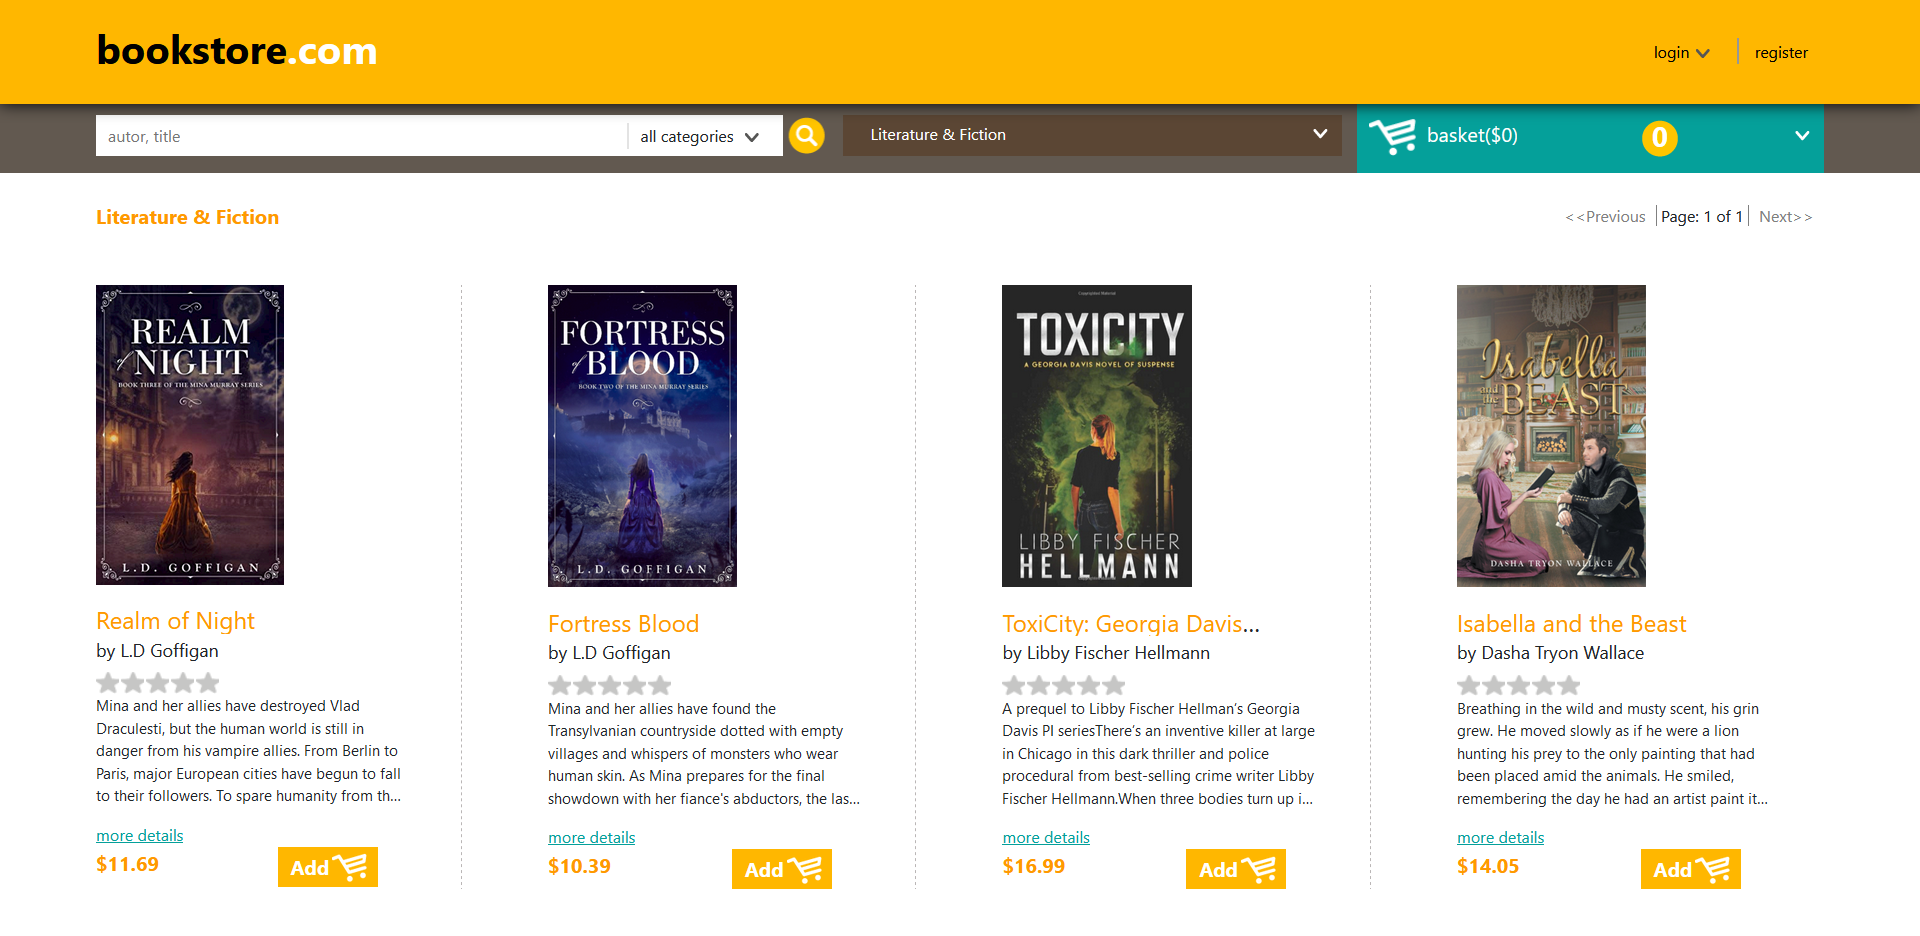 bookstore.com
login
register
autor, title
all categories
Literature & Fiction
basket($0)
0
Literature & Fiction
<<Previous
Page: 1 of 1
Next>>
REALM
of NIGHT
BOOK THREE OF THE MINA MURRAY SERIES
L.D. GOFFIGAN
Realm of Night
by L.D Goffigan
Mina and her allies have destroyed Vlad
Draculesti, but the human world is still in
danger from his vampire allies. From Berlin to
Paris, major European cities have begun to fall
to their followers. To spare humanity from th...
more details
$11.69
Add
FORTRESS
of BLOOD
BOOK TWO OF THE MINA MURRAY SERIES
L.D. GOFFIGAN
Fortress Blood
by L.D Goffigan
Mina and her allies have found the
Transylvanian countryside dotted with empty
villages and whispers of monsters who wear
human skin. As Mina prepares for the final
showdown with her fiance's abductors, the las...
more details
$10.39
Add
Copyrighted Material
TOXICITY
A GEORGIA DAVIS NOVEL OF SUSPENSE
LIBBY FISCHER
HELLMANN
ToxiCity: Georgia Davis...
by Libby Fischer Hellmann
A prequel to Libby Fischer Hellman’s Georgia
Davis PI seriesThere’s an inventive killer at large
in Chicago in this dark thriller and police
procedural from best-selling crime writer Libby
Fischer Hellmann.When three bodies turn up i...
more details
$16.99
Add
Isabella
and the BEAST
DASHA TRYON WALLACE
Isabella and the Beast
by Dasha Tryon Wallace
Breathing in the wild and musty scent, his grin
grew. He moved slowly as if he were a lion
hunting his prey to the only painting that had
been placed amid the animals. He smiled,
remembering the day he had an artist paint it...
more details
$14.05
Add